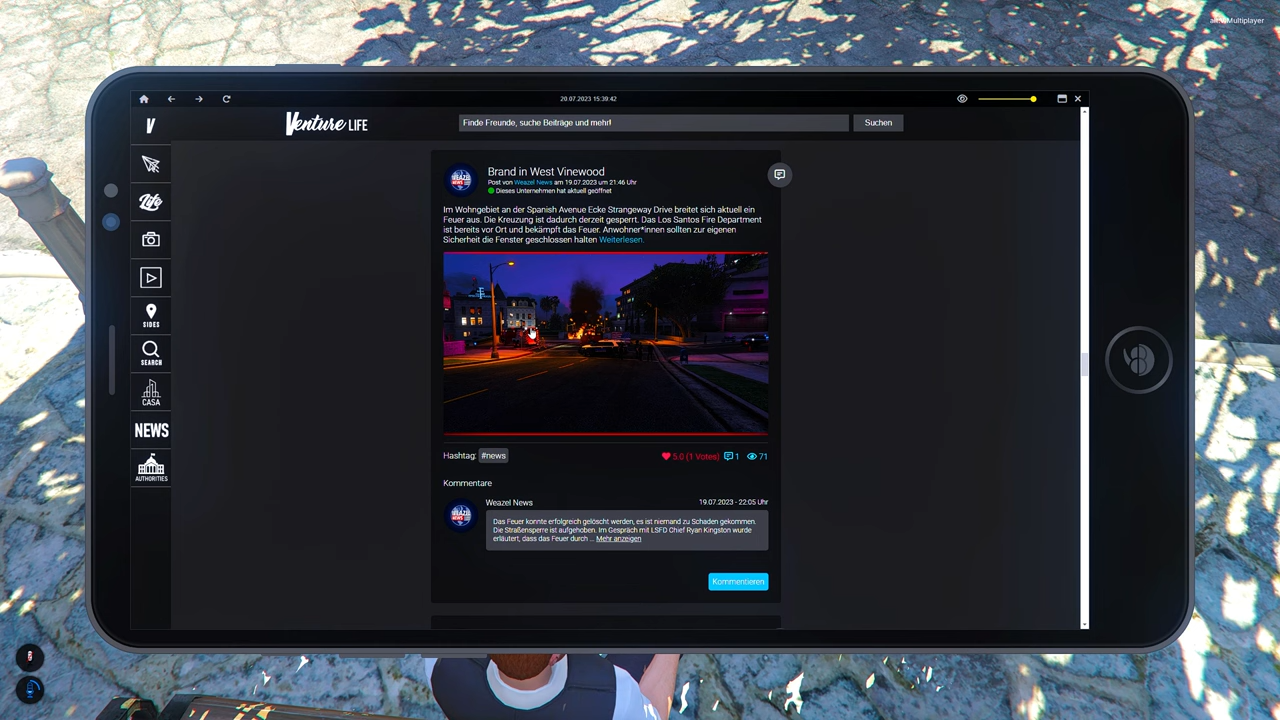 20.07.2023 15:39:42
Venture LIFE
Finde Freunde, suche Beiträge und mehr!
Suchen
V
Life
SIDES
SEARCH
CASA
NEWS
AUTHORITIES
Brand in West Vinewood
Post von Weazel News am 19.07.2023 um 21:46 Uhr
Dieses Unternehmen hat aktuell geöffnet
Im Wohngebiet an der Spanish Avenue Ecke Strangeway Drive breitet sich aktuell ein
Feuer aus. Die Kreuzung ist dadurch derzeit gesperrt. Das Los Santos Fire Department
ist bereits vor Ort und bekämpft das Feuer. Anwohner*innen sollten zur eigenen
Sicherheit die Fenster geschlossen halten Weiterlesen.
Hashtag: #news
5.0 (1 Votes) 1 71
Kommentare
Weazel News
19.07.2023 - 22:05 Uhr
Das Feuer konnte erfolgreich gelöscht werden, es ist niemand zu Schaden gekommen.
Die Straßensperre ist aufgehoben. Im Gespräch mit LSFD Chief Ryan Kingston wurde
erläutert, dass das Feuer durch ... Mehr anzeigen
Kommentieren